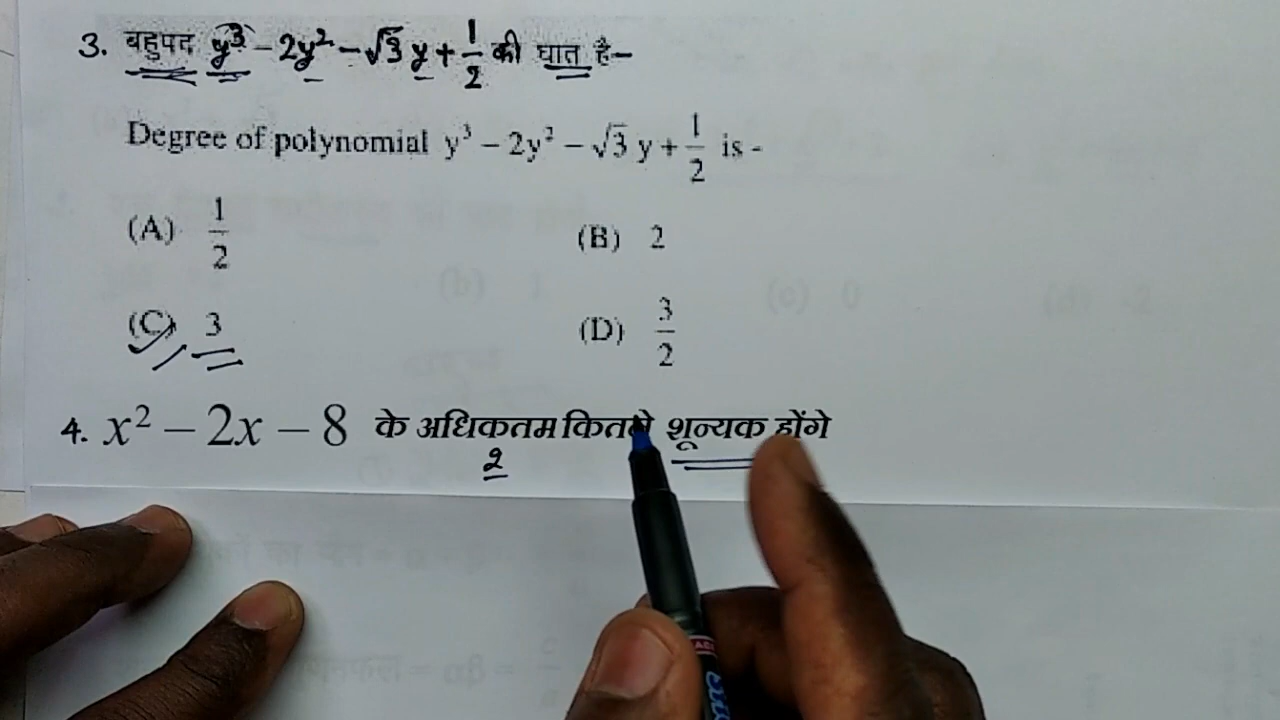 3. बहुपद y³ – 2y² – √3 y + 1/2 की घात है–
Degree of polynomial y³ – 2y² – √3 y + 1/2 is -
(A) 1/2 (B) 2
(C) 3 (D) 3/2
4. x² – 2x – 8 के अधिकतम कितने शून्यक होंगे
2